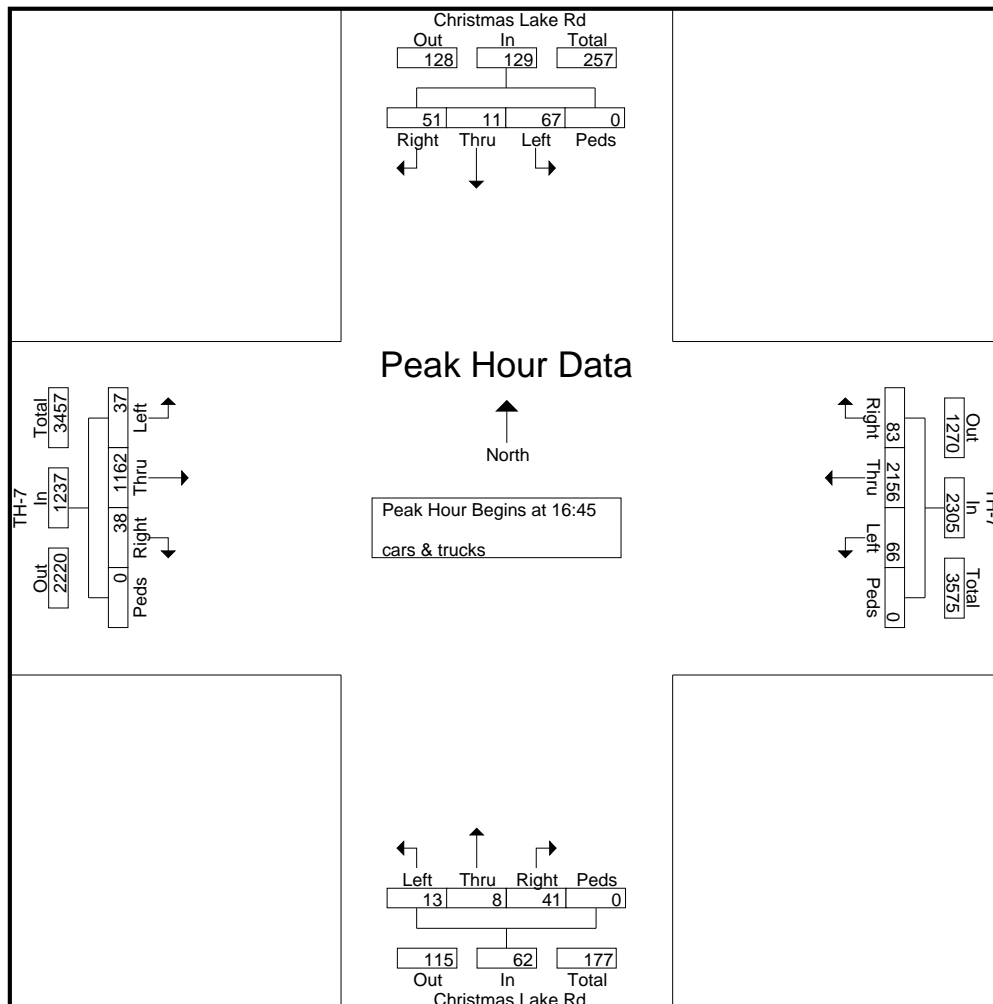 Christmas Lake Rd
Out In Total
128 129 257
51 11 67 0
Right Thru Left Peds
Peak Hour Data
North
Peak Hour Begins at 16:45
cars & trucks
TH-7
Total In Out
3457 1237 2220
37 1162 38 0
Left Thru Right Peds
Right Thru Left Peds
83 2156 66 0
Out In Total
1270 2305 3575
TH-7
Left Thru Right Peds
13 8 41 0
115 62 177
Out In Total
Christmas Lake Rd